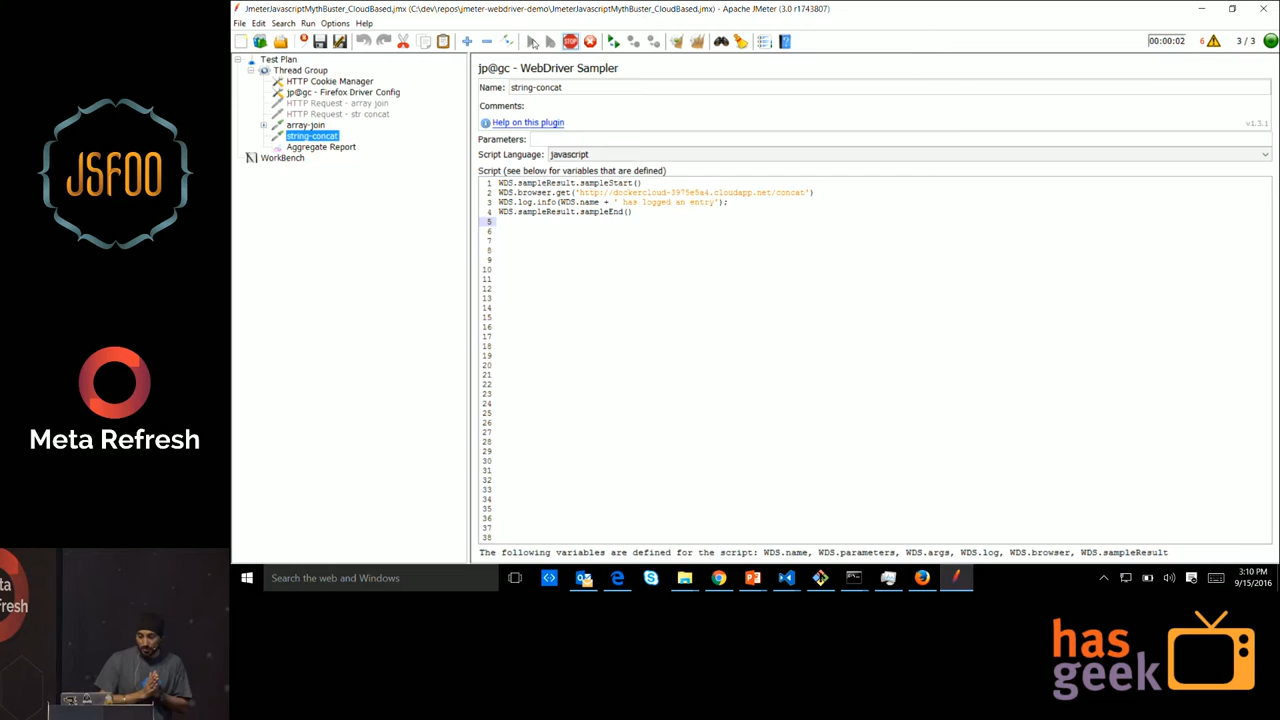 JmeterJavascriptMythBuster_CloudBased.jmx (C:\dev\repos\jmeter-webdriver-demo\JmeterJavascriptMythBuster_CloudBased.jmx) - Apache JMeter (3.0 r1743807)
File Edit Search Run Options Help
00:00:02 6 3 / 3
Test Plan
Thread Group
HTTP Cookie Manager
jp@gc - Firefox Driver Config
HTTP Request - array join
HTTP Request - str concat
array-join
string-concat
Aggregate Report
WorkBench
jp@gc - WebDriver Sampler
Name: string-concat
Comments:
Help on this plugin v1.3.1
Parameters:
Script Language: javascript
Script (see below for variables that are defined)
1 WDS.sampleResult.sampleStart()
2 WDS.browser.get('http://dockercloud-3975e5a4.cloudapp.net/concat')
3 WDS.log.info(WDS.name + ' has logged an entry');
4 WDS.sampleResult.sampleEnd()
5
6
7
8
9
10
11
12
13
14
15
16
17
18
19
20
21
22
23
24
25
26
27
28
29
30
31
32
33
34
35
36
37
38
The following variables are defined for the script: WDS.name, WDS.parameters, WDS.args, WDS.log, WDS.browser, WDS.sampleResult
Search the web and Windows
3:10 PM
9/15/2016
JSFOO
Meta Refresh
has
geek